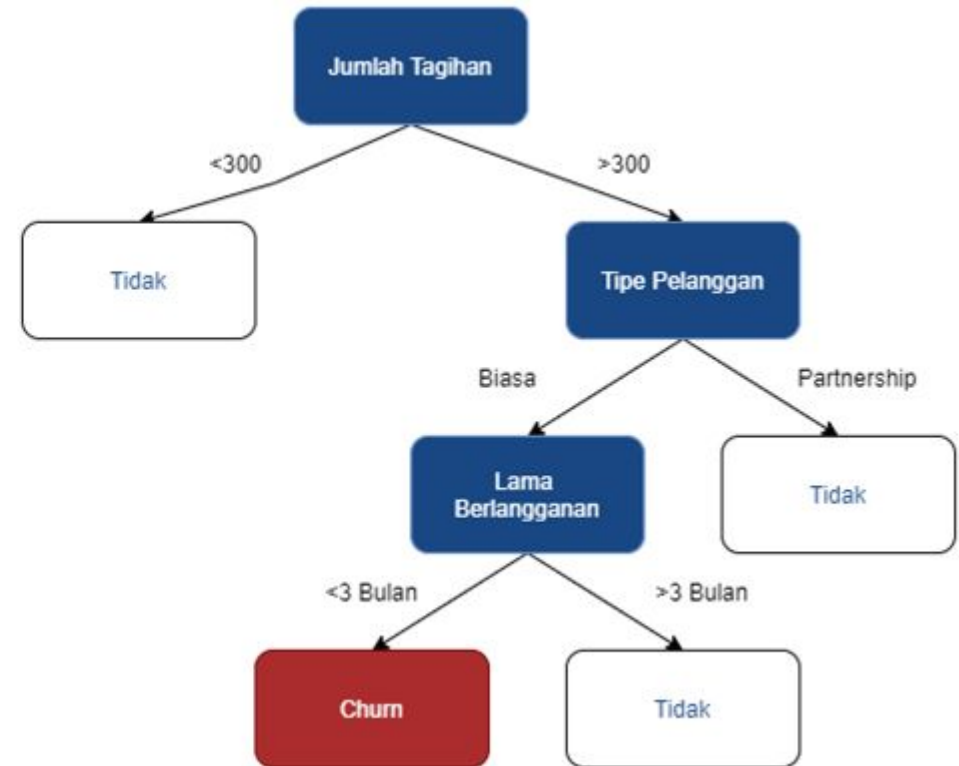 Jumlah Tagihan
<300
>300
Tidak
Tipe Pelanggan
Biasa
Partnership
Lama
Berlangganan
Tidak
<3 Bulan
>3 Bulan
Churn
Tidak